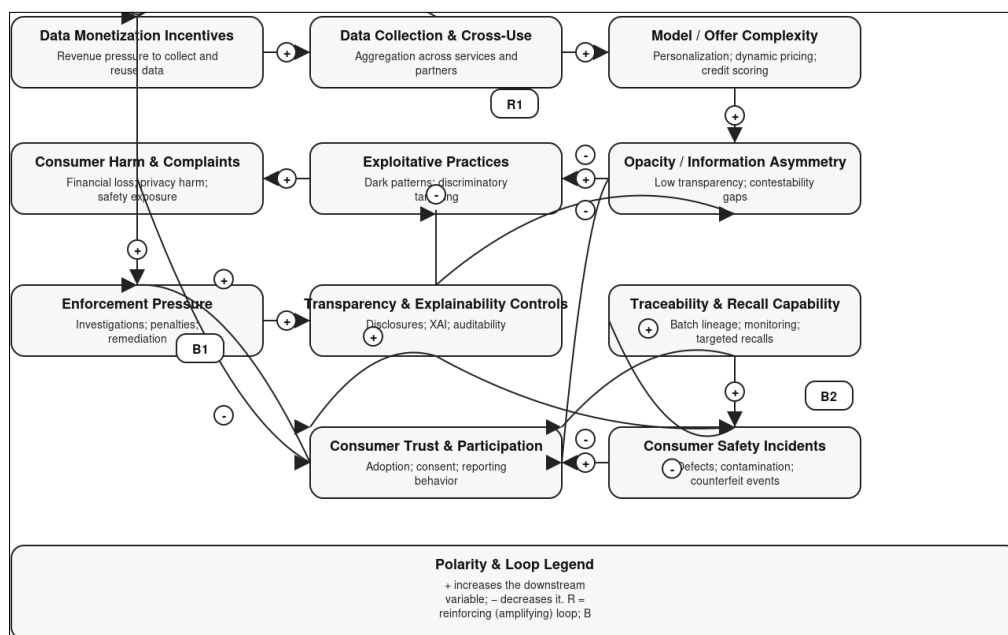 Data Monetization Incentives
Revenue pressure to collect and
reuse data
+
Data Collection & Cross-Use
Aggregation across services and
partners
+
Model / Offer Complexity
Personalization; dynamic pricing;
credit scoring
R1
+
Consumer Harm & Complaints
Financial loss; privacy harm;
safety exposure
+
Exploitative Practices
Dark patterns; discriminatory
targeting
-
-
+
-
Opacity / Information Asymmetry
Low transparency; contestability
gaps
+
+
Enforcement Pressure
Investigations; penalties;
remediation
+
Transparency & Explainability Controls
Disclosures; XAI; auditability
+
Traceability & Recall Capability
Batch lineage; monitoring;
targeted recalls
+
B1
+
B2
-
Consumer Trust & Participation
Adoption; consent; reporting
behavior
-
+
Consumer Safety Incidents
Defects; contamination;
counterfeit events
-
Polarity & Loop Legend
+ increases the downstream
variable; − decreases it. R =
reinforcing (amplifying) loop; B